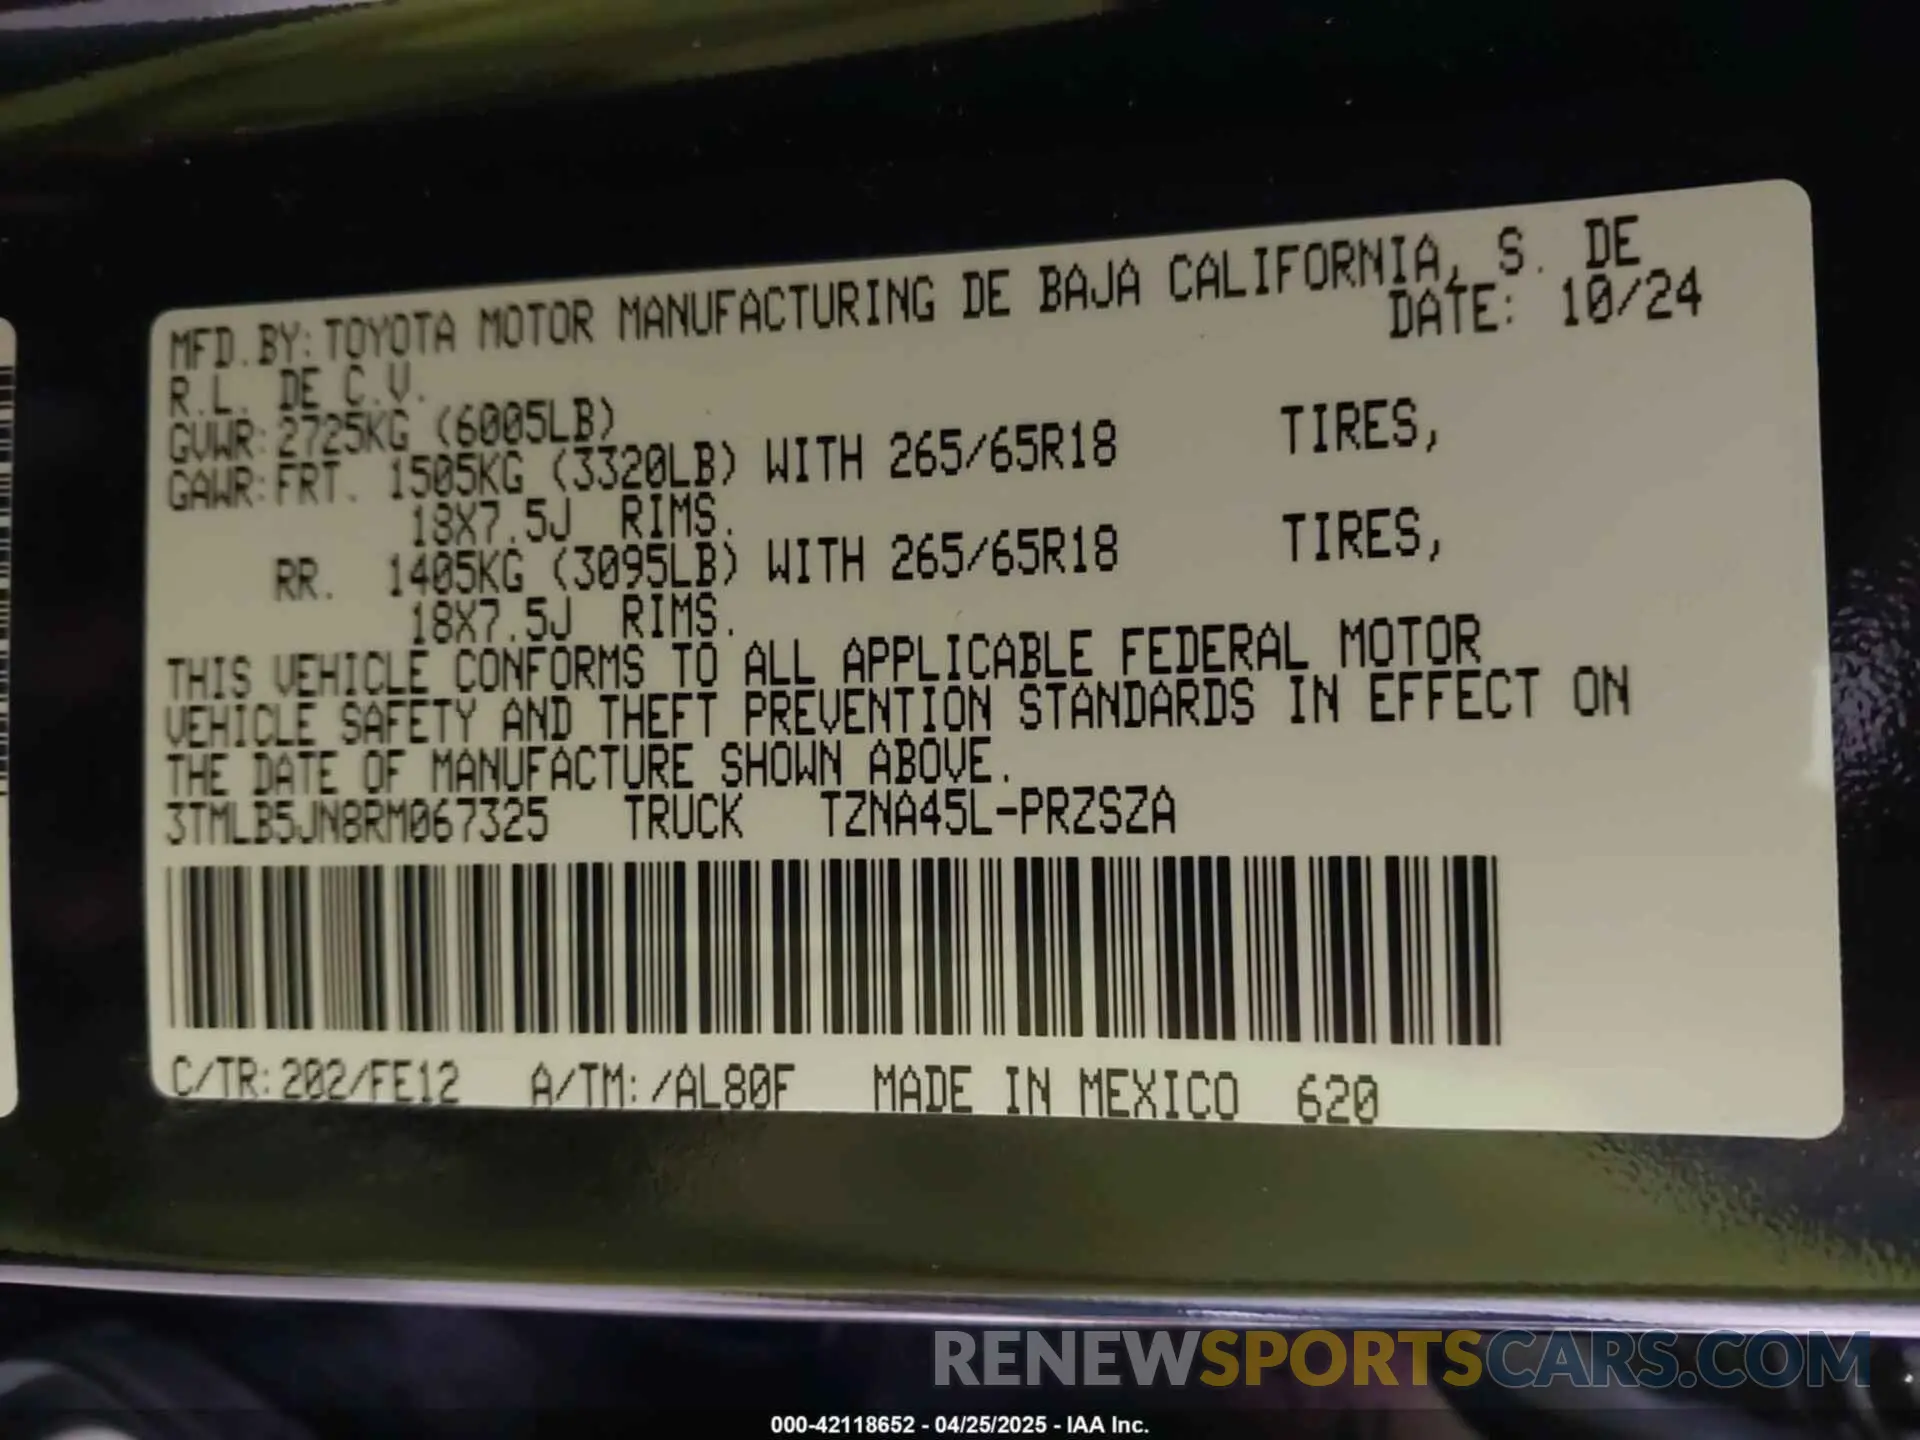 MFD.BY:TOYOTA MOTOR MANUFACTURING DE BAJA CALIFORNIA, S. DE
R.L. DE C.V. DATE: 10/24
GVWR:2725KG (6005LB)
GAWR:FRT. 1505KG (3320LB) WITH 265/65R18 TIRES,
18X7.5J RIMS.
RR. 1405KG (3095LB) WITH 265/65R18 TIRES,
18X7.5J RIMS.
THIS VEHICLE CONFORMS TO ALL APPLICABLE FEDERAL MOTOR
VEHICLE SAFETY AND THEFT PREVENTION STANDARDS IN EFFECT ON
THE DATE OF MANUFACTURE SHOWN ABOVE.
3TMLB5JN8RM067325 TRUCK TZNA45L-PRZSZA
C/TR:202/FE12 A/TM:/AL80F MADE IN MEXICO 620
RENEWSPORTSCARS.COM
000-42118652 - 04/25/2025 - IAA Inc.